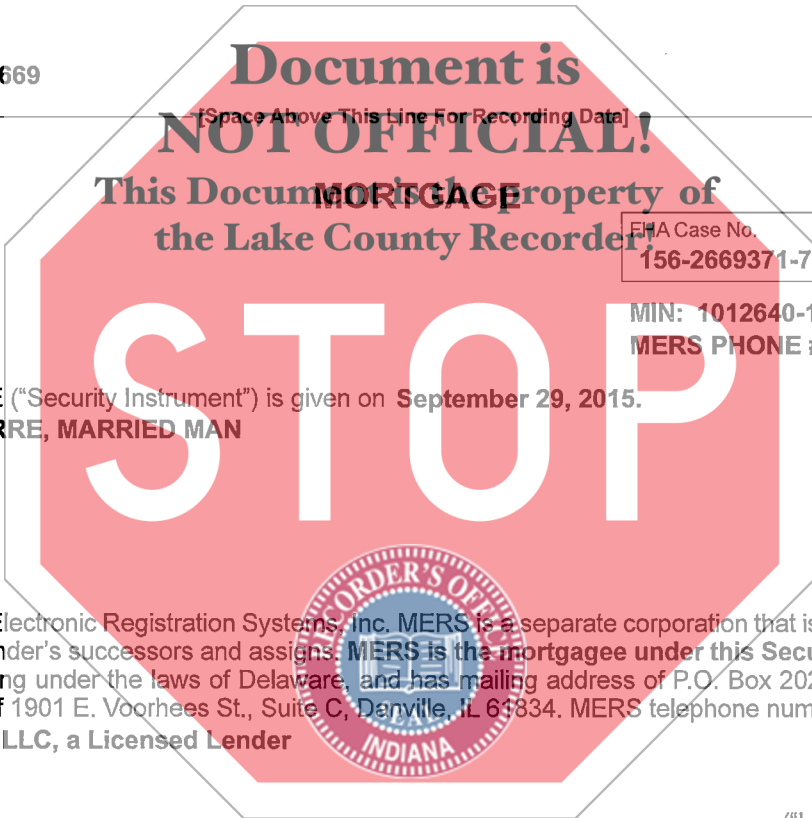 669
Document is
[Space Above This Line For Recording Data]
NOT OFFICIAL!
This Document is the property of
MORTGAGE
the Lake County Recorder!
FHA Case No.
156-2669371-7
MIN: 1012640-1
MERS PHONE #
STOP
E ("Security Instrument") is given on September 29, 2015.
RRE, MARRIED MAN
RECORDER'S OFFICE
Electronic Registration Systems, Inc. MERS is a separate corporation that is
nder's successors and assigns. MERS is the mortgagee under this Secu
ng under the laws of Delaware, and has mailing address of P.O. Box 202
f 1901 E. Voorhees St., Suite C, Danville, IL 61834. MERS telephone num
SEAL
LLC, a Licensed Lender
INDIANA